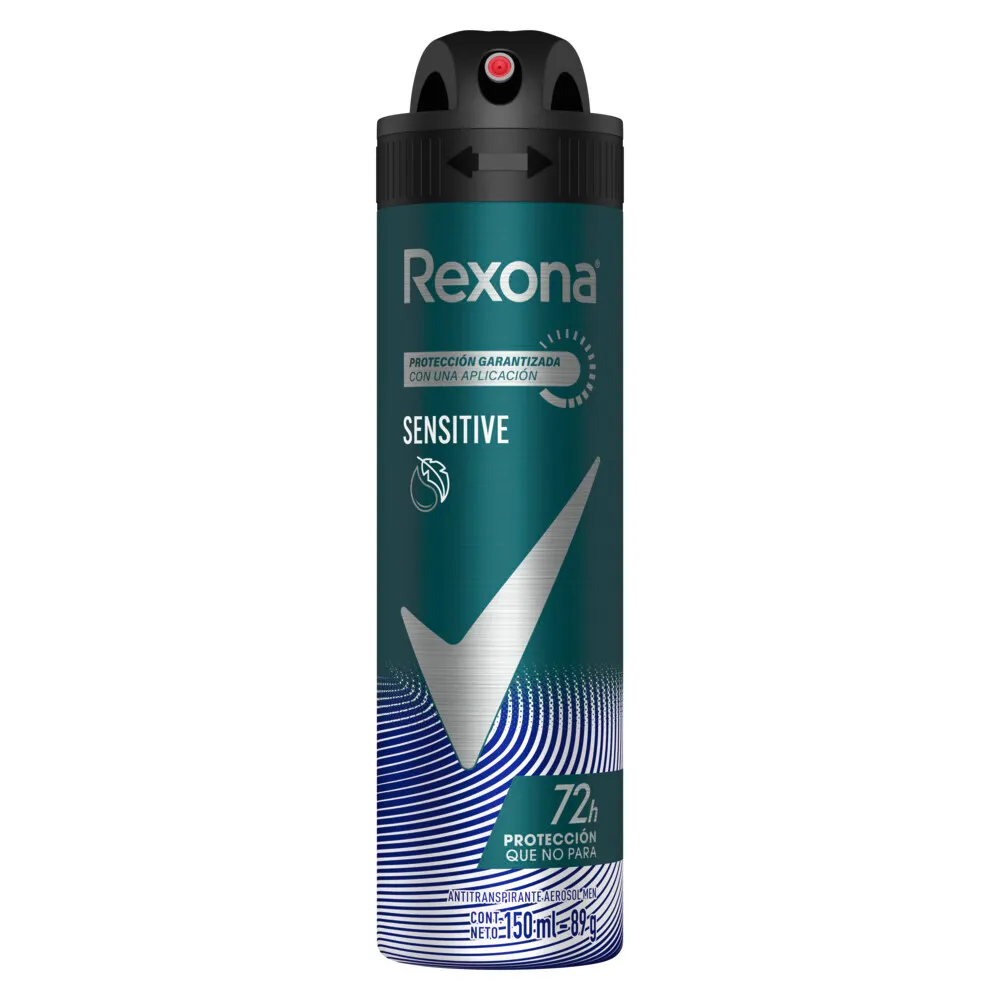 Rexona®
PROTECCIÓN GARANTIZADA
CON UNA APLICACIÓN
SENSITIVE
72h
PROTECCIÓN
QUE NO PARA
ANTITRANSPIRANTE AEROSOL MEN
CONT.
NETO=150 ml=89 g